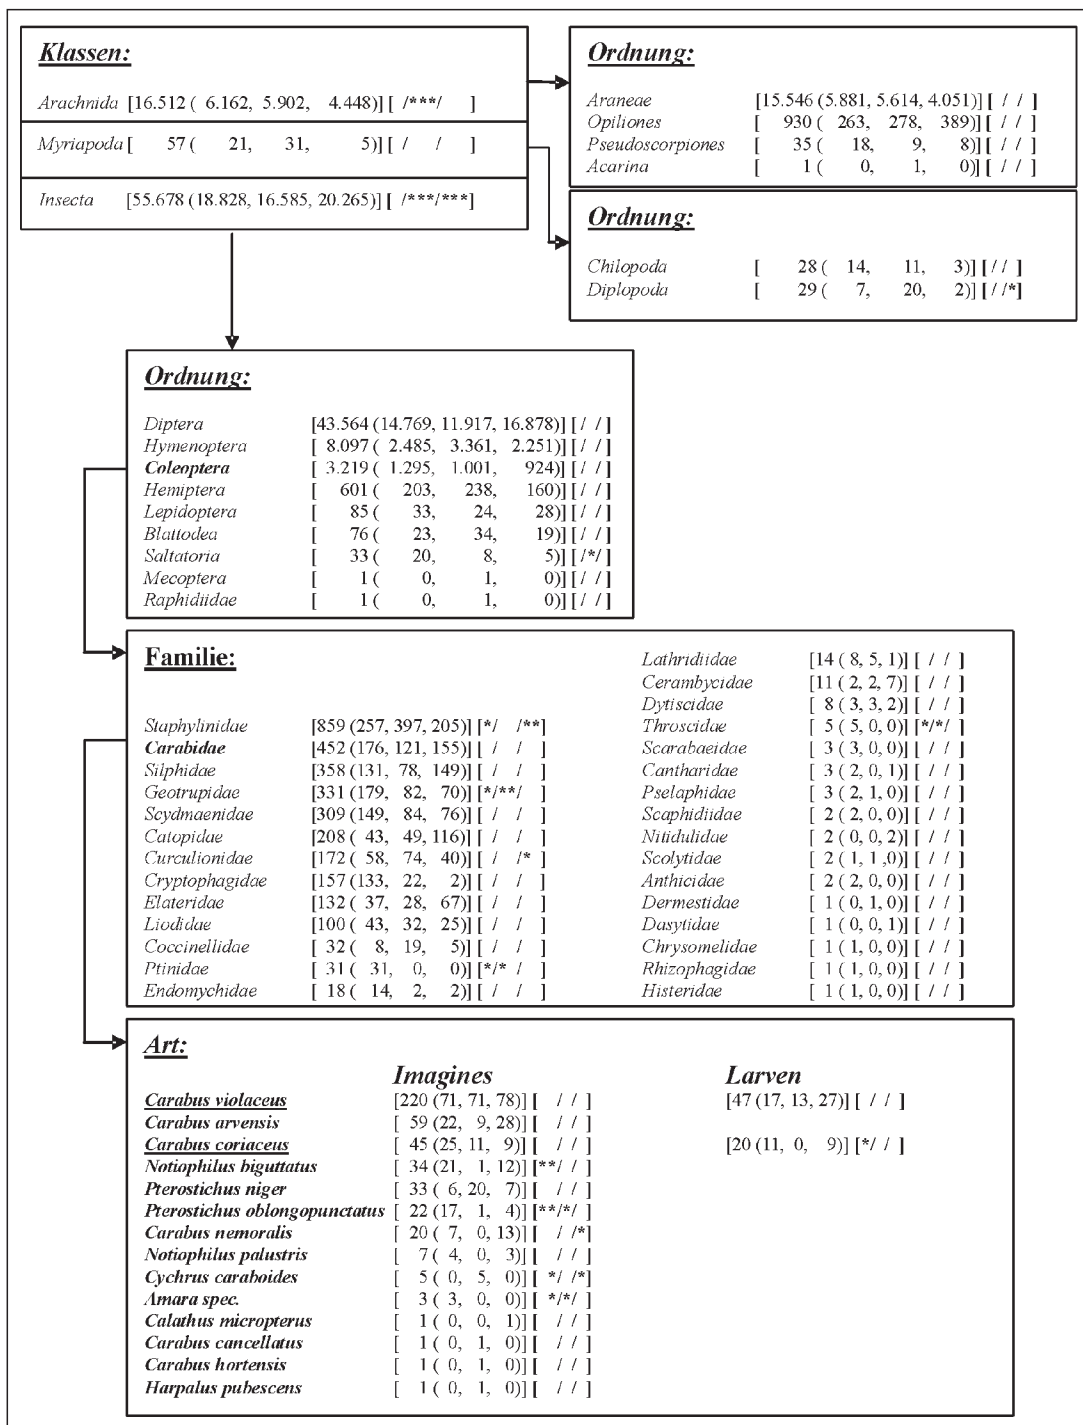 Klassen:
Arachnida [16.512 ( 6.162, 5.902, 4.448)] [ /***/ ]
Myriapoda [ 57 ( 21, 31, 5)] [ / / ]
Insecta [55.678 (18.828, 16.585, 20.265)] [ /***/***]
Ordnung:
Araneae [15.546 (5.881, 5.614, 4.051)] [ / / ]
Opiliones [ 930 ( 263, 278, 389)] [ / / ]
Pseudoscorpiones [ 35 ( 18, 9, 8)] [ / / ]
Acarina [ 1 ( 0, 1, 0)] [ / / ]
Ordnung:
Chilopoda [ 28 ( 14, 11, 3)] [ / / ]
Diplopoda [ 29 ( 7, 20, 2)] [ / /*]
Ordnung:
Diptera [43.564 (14.769, 11.917, 16.878)] [ / / ]
Hymenoptera [ 8.097 ( 2.485, 3.361, 2.251)] [ / / ]
Coleoptera [ 3.219 ( 1.295, 1.001, 924)] [ / / ]
Hemiptera [ 601 ( 203, 238, 160)] [ / / ]
Lepidoptera [ 85 ( 33, 24, 28)] [ / / ]
Blattodea [ 76 ( 23, 34, 19)] [ / / ]
Saltatoria [ 33 ( 20, 8, 5)] [ /*/ ]
Mecoptera [ 1 ( 0, 1, 0)] [ / / ]
Raphidiidae [ 1 ( 0, 1, 0)] [ / / ]
Familie:
Staphylinidae [859 (257, 397, 205)] [*/ /**]
Carabidae [452 (176, 121, 155)] [ / / ]
Silphidae [358 (131, 78, 149)] [ / / ]
Geotrupidae [331 (179, 82, 70)] [*/**/ ]
Scydmaenidae [309 (149, 84, 76)] [ / / ]
Catopidae [208 ( 43, 49, 116)] [ / / ]
Curculionidae [172 ( 58, 74, 40)] [ / /* ]
Cryptophagidae [157 (133, 22, 2)] [ / / ]
Elateridae [132 ( 37, 28, 67)] [ / / ]
Liodidae [100 ( 43, 32, 25)] [ / / ]
Coccinellidae [ 32 ( 8, 19, 5)] [ / / ]
Ptinidae [ 31 ( 31, 0, 0)] [*/* / ]
Endomychidae [ 18 ( 14, 2, 2)] [ / / ]
Lathridiidae [14 ( 8, 5, 1)] [ / / ]
Cerambycidae [11 ( 2, 2, 7)] [ / / ]
Dytiscidae [ 8 ( 3, 3, 2)] [ / / ]
Throscidae [ 5 ( 5, 0, 0)] [*/*/ ]
Scarabaeidae [ 3 ( 3, 0, 0)] [ / / ]
Cantharidae [ 3 ( 2, 0, 1)] [ / / ]
Pselaphidae [ 3 ( 2, 1, 0)] [ / / ]
Scaphidiidae [ 2 ( 2, 0, 0)] [ / / ]
Nitidulidae [ 2 ( 0, 0, 2)] [ / / ]
Scolytidae [ 2 ( 1, 1 ,0)] [ / / ]
Anthicidae [ 2 ( 2, 0, 0)] [ / / ]
Dermestidae [ 1 ( 0, 1, 0)] [ / / ]
Dasytidae [ 1 ( 0, 0, 1)] [ / / ]
Chrysomelidae [ 1 ( 1, 0, 0)] [ / / ]
Rhizophagidae [ 1 ( 1, 0, 0)] [ / / ]
Histeridae [ 1 ( 1, 0, 0)] [ / / ]
Art:
Imagines Larven
Carabus violaceus [220 (71, 71, 78)] [ / / ] [47 (17, 13, 27)] [ / / ]
Carabus arvensis [ 59 (22, 9, 28)] [ / / ]
Carabus coriaceus [ 45 (25, 11, 9)] [ / / ] [20 (11, 0, 9)] [*/ / ]
Notiophilus biguttatus [ 34 (21, 1, 12)] [**/ / ]
Pterostichus niger [ 33 ( 6, 20, 7)] [ / / ]
Pterostichus oblongopunctatus [ 22 (17, 1, 4)] [**/*/ ]
Carabus nemoralis [ 20 ( 7, 0, 13)] [ / /*]
Notiophilus palustris [ 7 ( 4, 0, 3)] [ / / ]
Cychrus caraboides [ 5 ( 0, 5, 0)] [ */ /*]
Amara spec. [ 3 ( 3, 0, 0)] [ */*/ ]
Calathus micropterus [ 1 ( 0, 0, 1)] [ / / ]
Carabus cancellatus [ 1 ( 0, 1, 0)] [ / / ]
Carabus hortensis [ 1 ( 0, 1, 0)] [ / / ]
Harpalus pubescens [ 1 ( 0, 1, 0)] [ / / ]